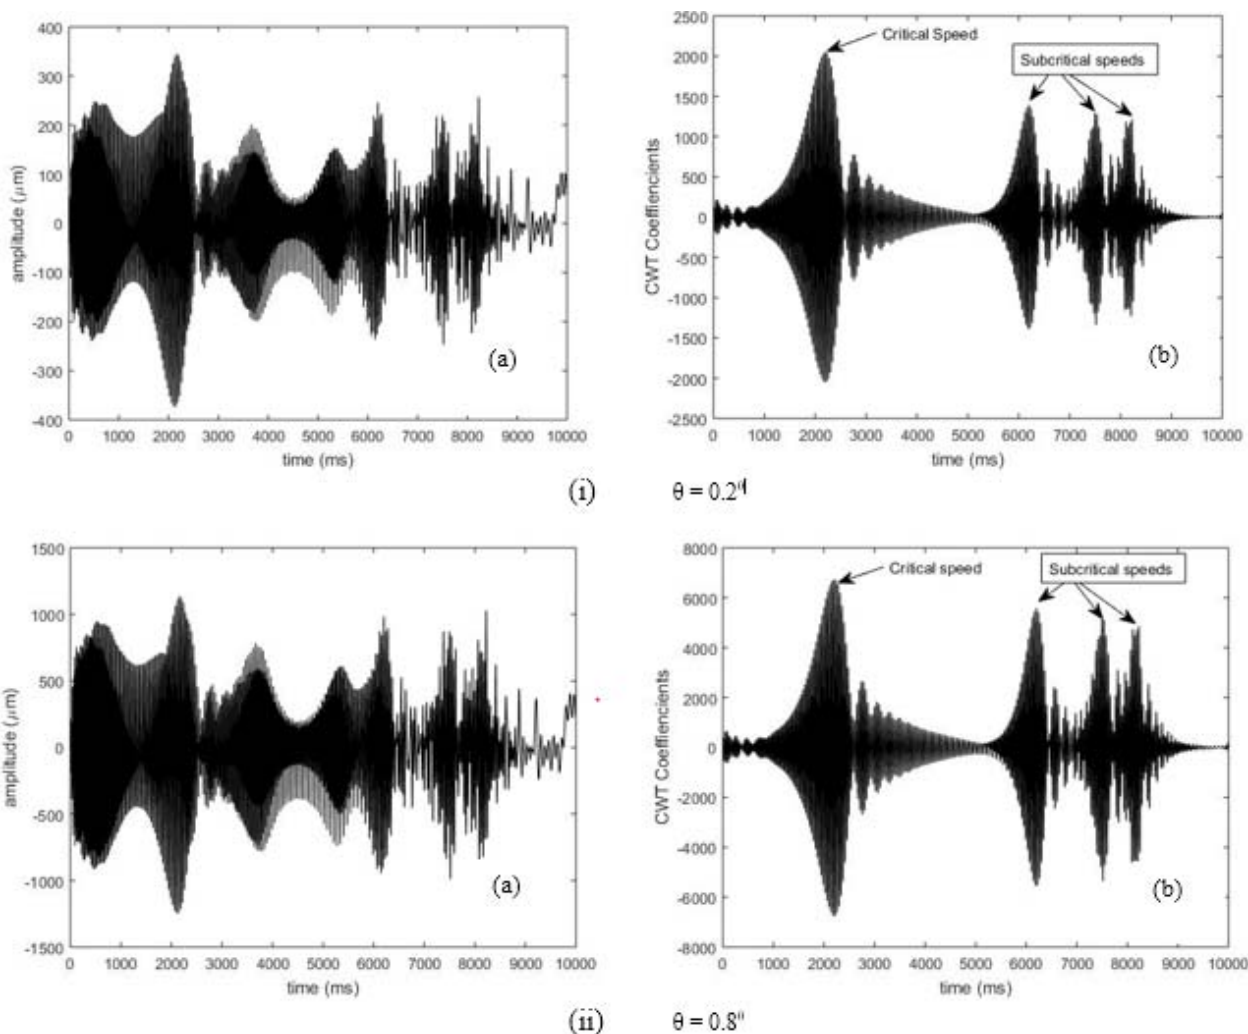 400
300
200
100
0
-100
-200
-300
-400
amplitude (μm)
0 1000 2000 3000 4000 5000 6000 7000 8000 9000 10000
time (ms)
(a)
2500
2000
1500
1000
500
0
-500
-1000
-1500
-2000
-2500
CWT Coeffiencients
Critical Speed
Subcritical speeds
(b)
0 1000 2000 3000 4000 5000 6000 7000 8000 9000 10000
time (ms)
(i) θ = 0.2"
1500
1000
500
0
-500
-1000
-1500
amplitude (μm)
(a)
0 1000 2000 3000 4000 5000 6000 7000 8000 9000 10000
time (ms)
8000
6000
4000
2000
0
-2000
-4000
-6000
-8000
CWT Coeffiencients
Critical speed
Subcritical speeds
(b)
0 1000 2000 3000 4000 5000 6000 7000 8000 9000 10000
time (ms)
(ii) θ = 0.8"